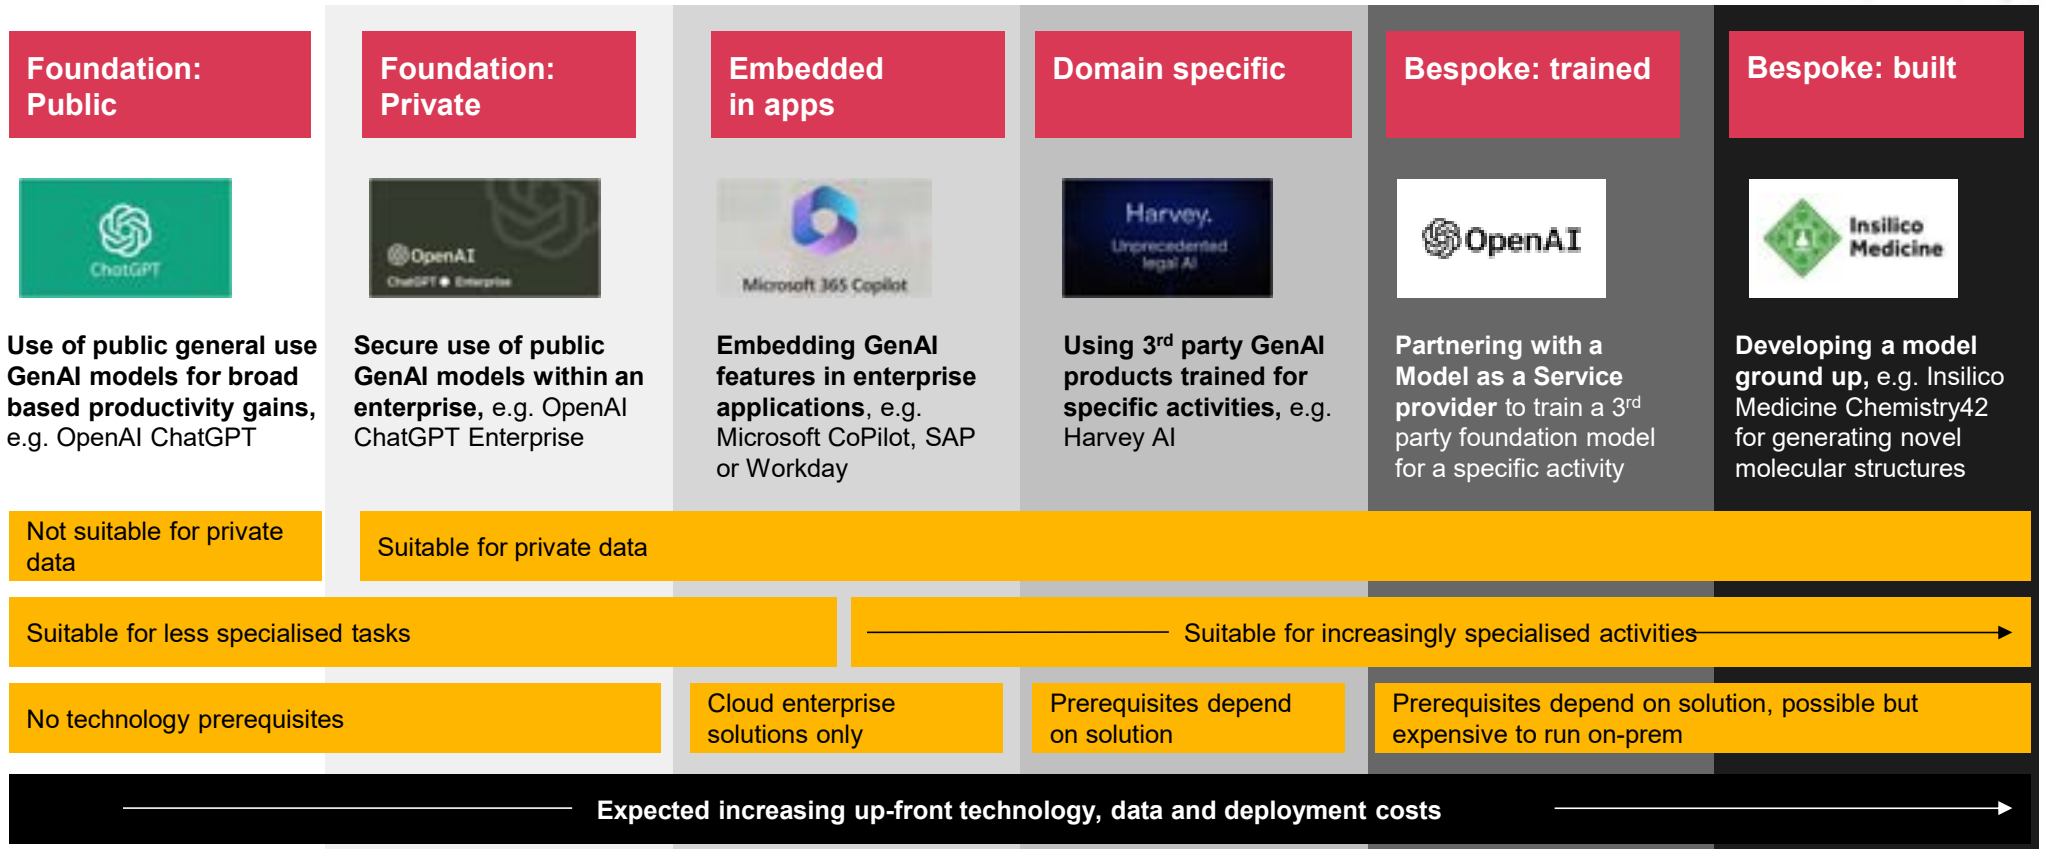 Foundation:
Public
Foundation:
Private
Embedded
in apps
Domain specific
Bespoke: trained
Bespoke: built
ChatGPT
OpenAI
ChatGPT Enterprise
Microsoft 365 Copilot
Harvey.
Unprecedented
legal AI
OpenAI
Insilico
Medicine
Use of public general use
GenAI models for broad
based productivity gains,
e.g. OpenAI ChatGPT
Secure use of public
GenAI models within an
enterprise, e.g. OpenAI
ChatGPT Enterprise
Embedding GenAI
features in enterprise
applications, e.g.
Microsoft CoPilot, SAP
or Workday
Using 3rd party GenAI
products trained for
specific activities, e.g.
Harvey AI
Partnering with a
Model as a Service
provider to train a 3rd
party foundation model
for a specific activity
Developing a model
ground up, e.g. Insilico
Medicine Chemistry42
for generating novel
molecular structures
Not suitable for private
data
Suitable for private data
Suitable for less specialised tasks
Suitable for increasingly specialised activities
No technology prerequisites
Cloud enterprise
solutions only
Prerequisites depend
on solution
Prerequisites depend on solution, possible but
expensive to run on-prem
Expected increasing up-front technology, data and deployment costs